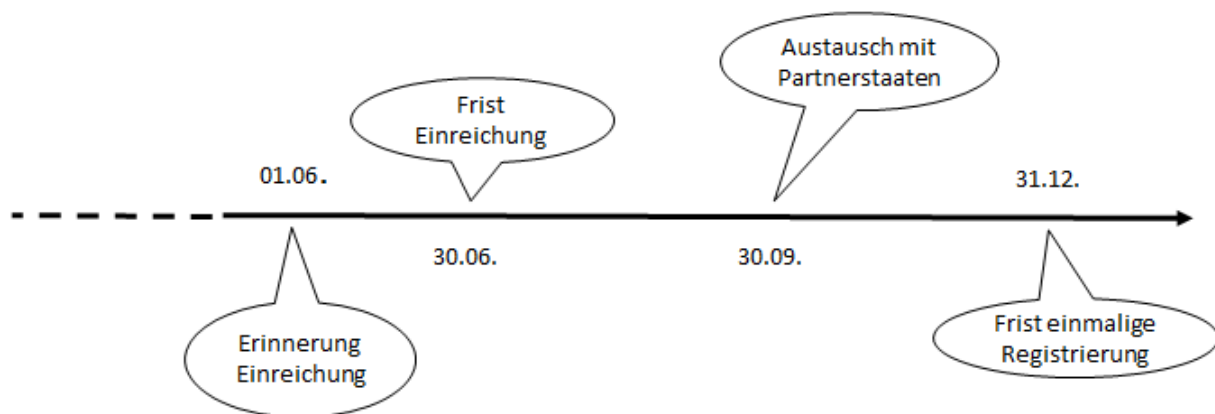 Austausch mit
Partnerstaaten
Frist
Einreichung
01.06.
31.12.
30.06.
30.09.
Erinnerung
Einreichung
Frist einmalige
Registrierung